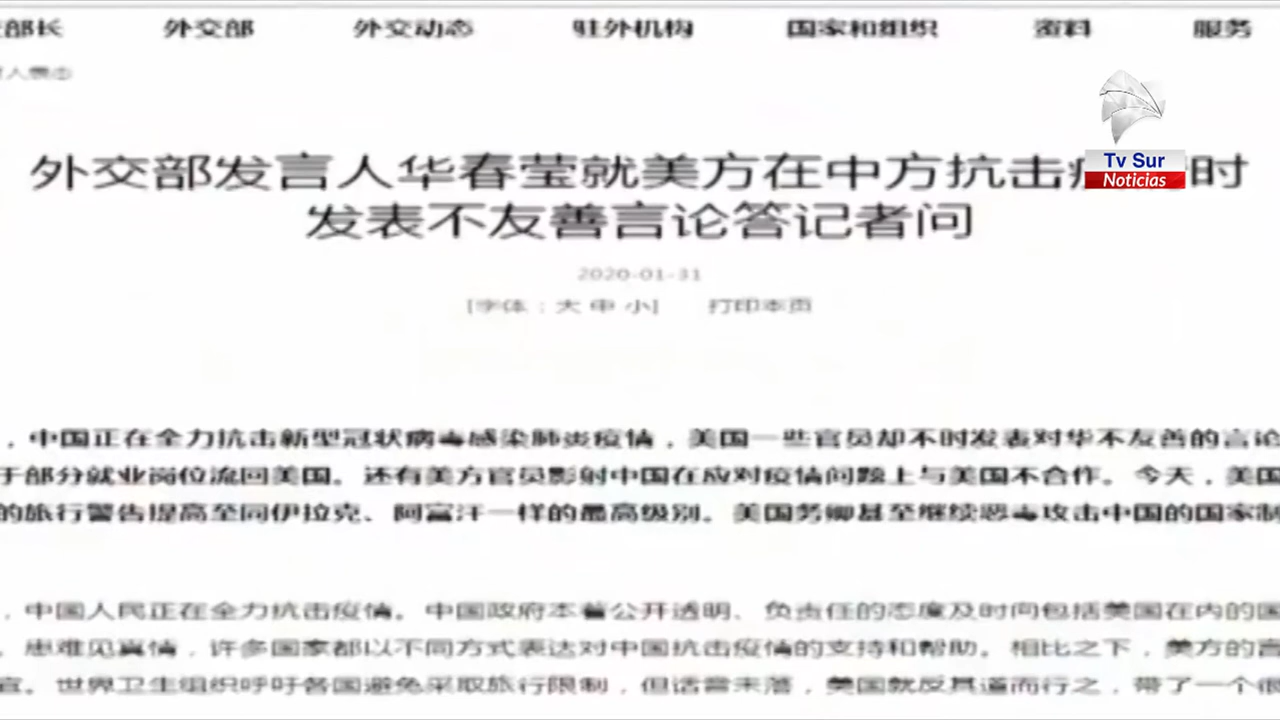 部长 外交部 外交动态 驻外机构 国家和组织 资料 服务
人表态
Tv Sur
Noticias
外交部发言人华春莹就美方在中方抗击 时
发表不友善言论答记者问
2020-01-31
[字体:大 中 小] 打印本页
,中国正在全力抗击新型冠状病毒感染肺炎疫情,美国一些官员却不时发表对华不友善的言论
于部分就业岗位流回美国。还有美方官员影射中国在应对疫情问题上与美国不合作。今天,美国
的旅行警告提高至同伊拉克、阿富汗一样的最高级别。美国务卿甚至继续恶毒攻击中国的国家制
,中国人民正在全力抗击疫情。中国政府本着公开透明、负责任的态度及时向包括美国在内的国
。患难见真情,许多国家都以不同方式表达对中国抗击疫情的支持和帮助。相比之下,美方的言
宜。世界卫生组织呼吁各国避免采取旅行限制,但话音未落,美国就反其道而行之,带了一个很